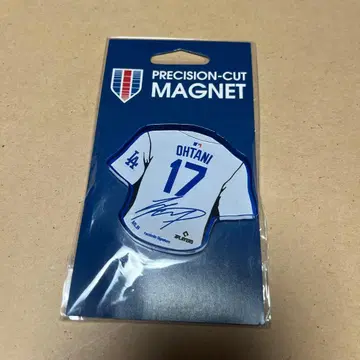 PRECISION-CUT
MAGNET
OHTANI
LA
17